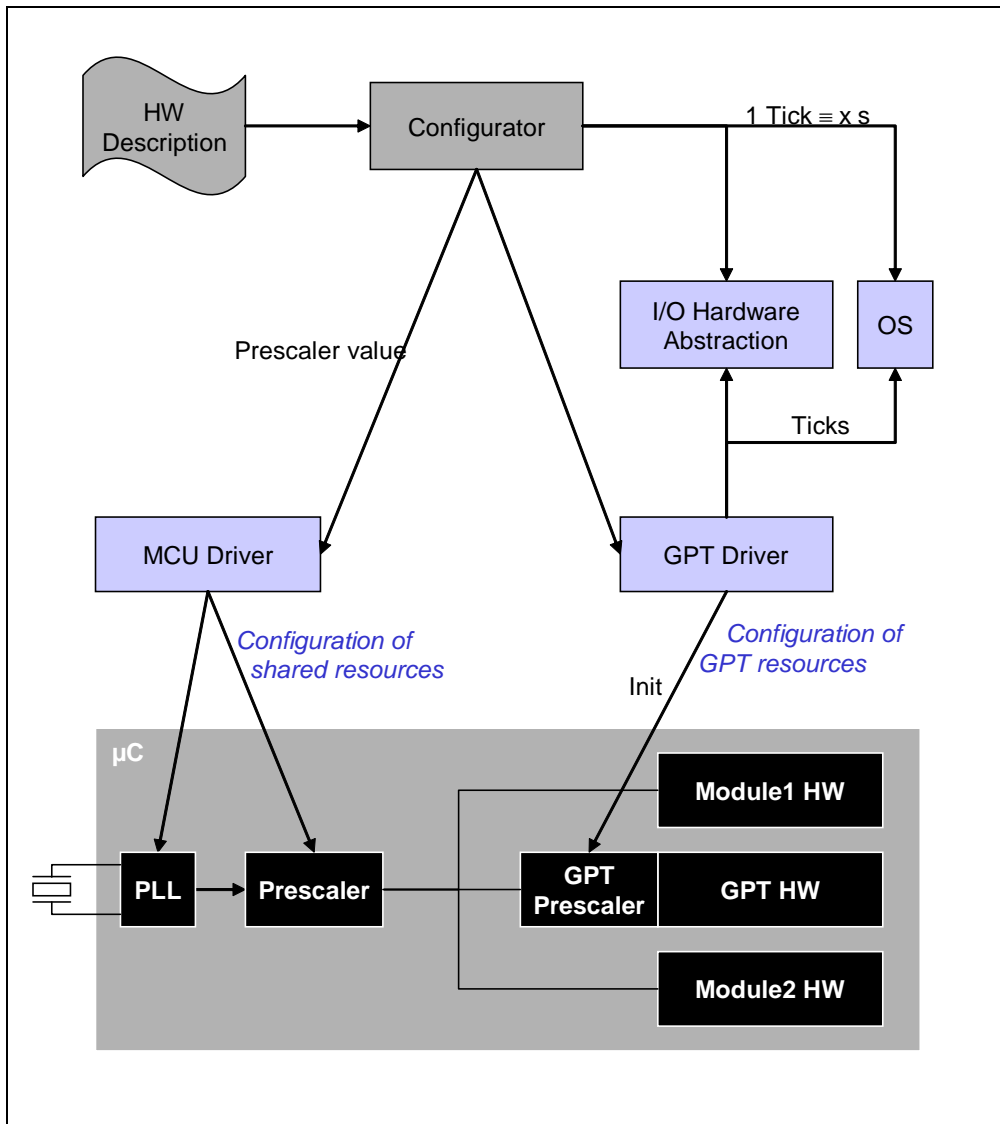 HW
Description
Configurator
1 Tick ≡ x s
I/O Hardware
Abstraction
OS
Prescaler value
Ticks
MCU Driver
GPT Driver
Configuration of
shared resources
Configuration of
GPT resources
Init
µC
Module1 HW
PLL
Prescaler
GPT
Prescaler
GPT HW
Module2 HW